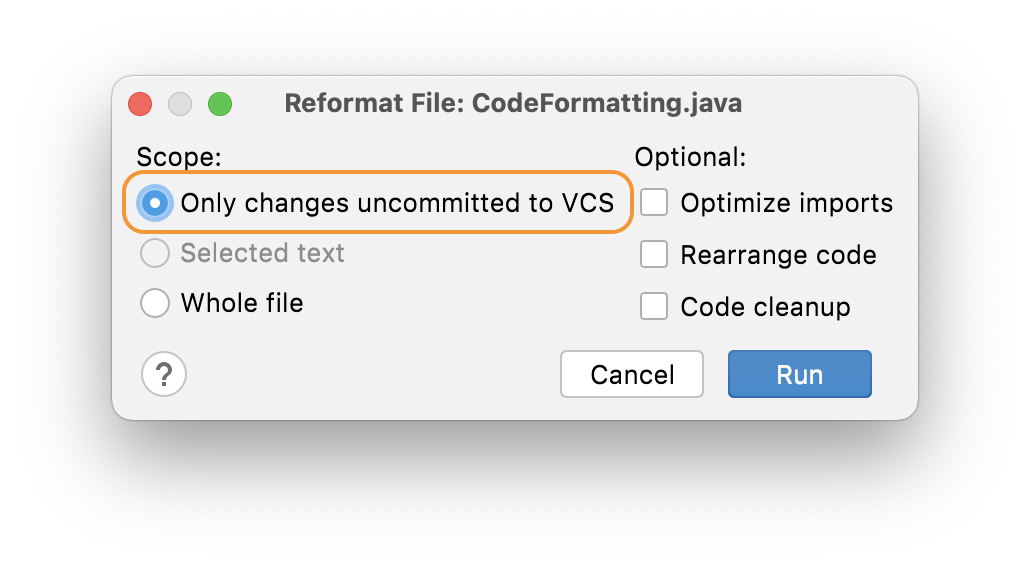 Reformat File: CodeFormatting.java
Scope:
Only changes uncommitted to VCS
Selected text
Whole file
Optional:
Optimize imports
Rearrange code
Code cleanup
?
Cancel
Run